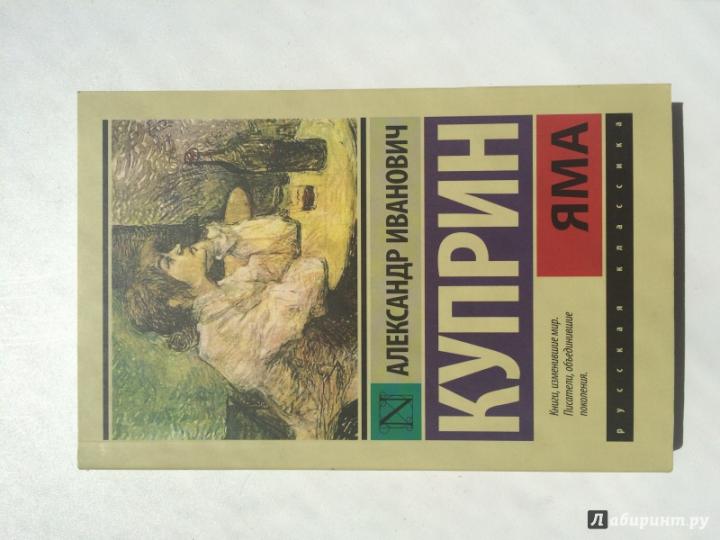 АЛЕКСАНДР ИВАНОВИЧ
КУПРИН
ЯМА
Книги, изменившие мир.
Писатели, объединившие
поколения.
русская классика
Лабиринт.ру